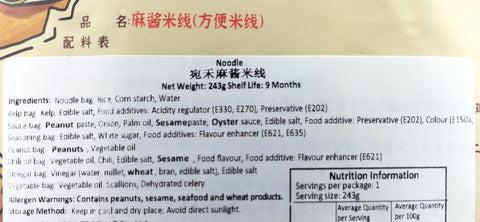 品 名:麻酱米线(方便米线)
配料表
Noodle
宛禾麻酱米线
Net Weight: 243g Shelf Life: 9 Months
Ingredients: Noodle bag: Rice, Corn starch, Water
Kelp bag: Kelp, Edible salt, Food additives: Acidity regulator (E330, E270), Preservative (E202)
Sauce bag: Peanut paste, Onion, Palm oil, Sesamepaste, Oyster sauce, Edible salt, Food additives: Preservative (E202), Colour (E150a)
Seasoning bag: Edible salt, White sugar, Food additives: Flavour enhancer (E621, E635)
Peanut bag: Peanuts , Vegetable oil
Chili oil bag: Vegetable oil, Chili, Edible salt, Sesame , Food flavour, Food additive: Flavour enhancer (E621)
Vinegar bag: Vinegar (water, millet, wheat , bran, edible salt), Edible salt
Vegetable bag: Vegetable oil, Scallions, Dehydrated celery
Allergen Warnings: Contains peanuts, sesame, seafood and wheat products.
Storage Method: Keep in cool and dry place, Avoid direct sunlight.
Nutrition Information
Servings per package: 1
Serving size: 243g
Average Quantity Average Quantity
per Serving per 100g